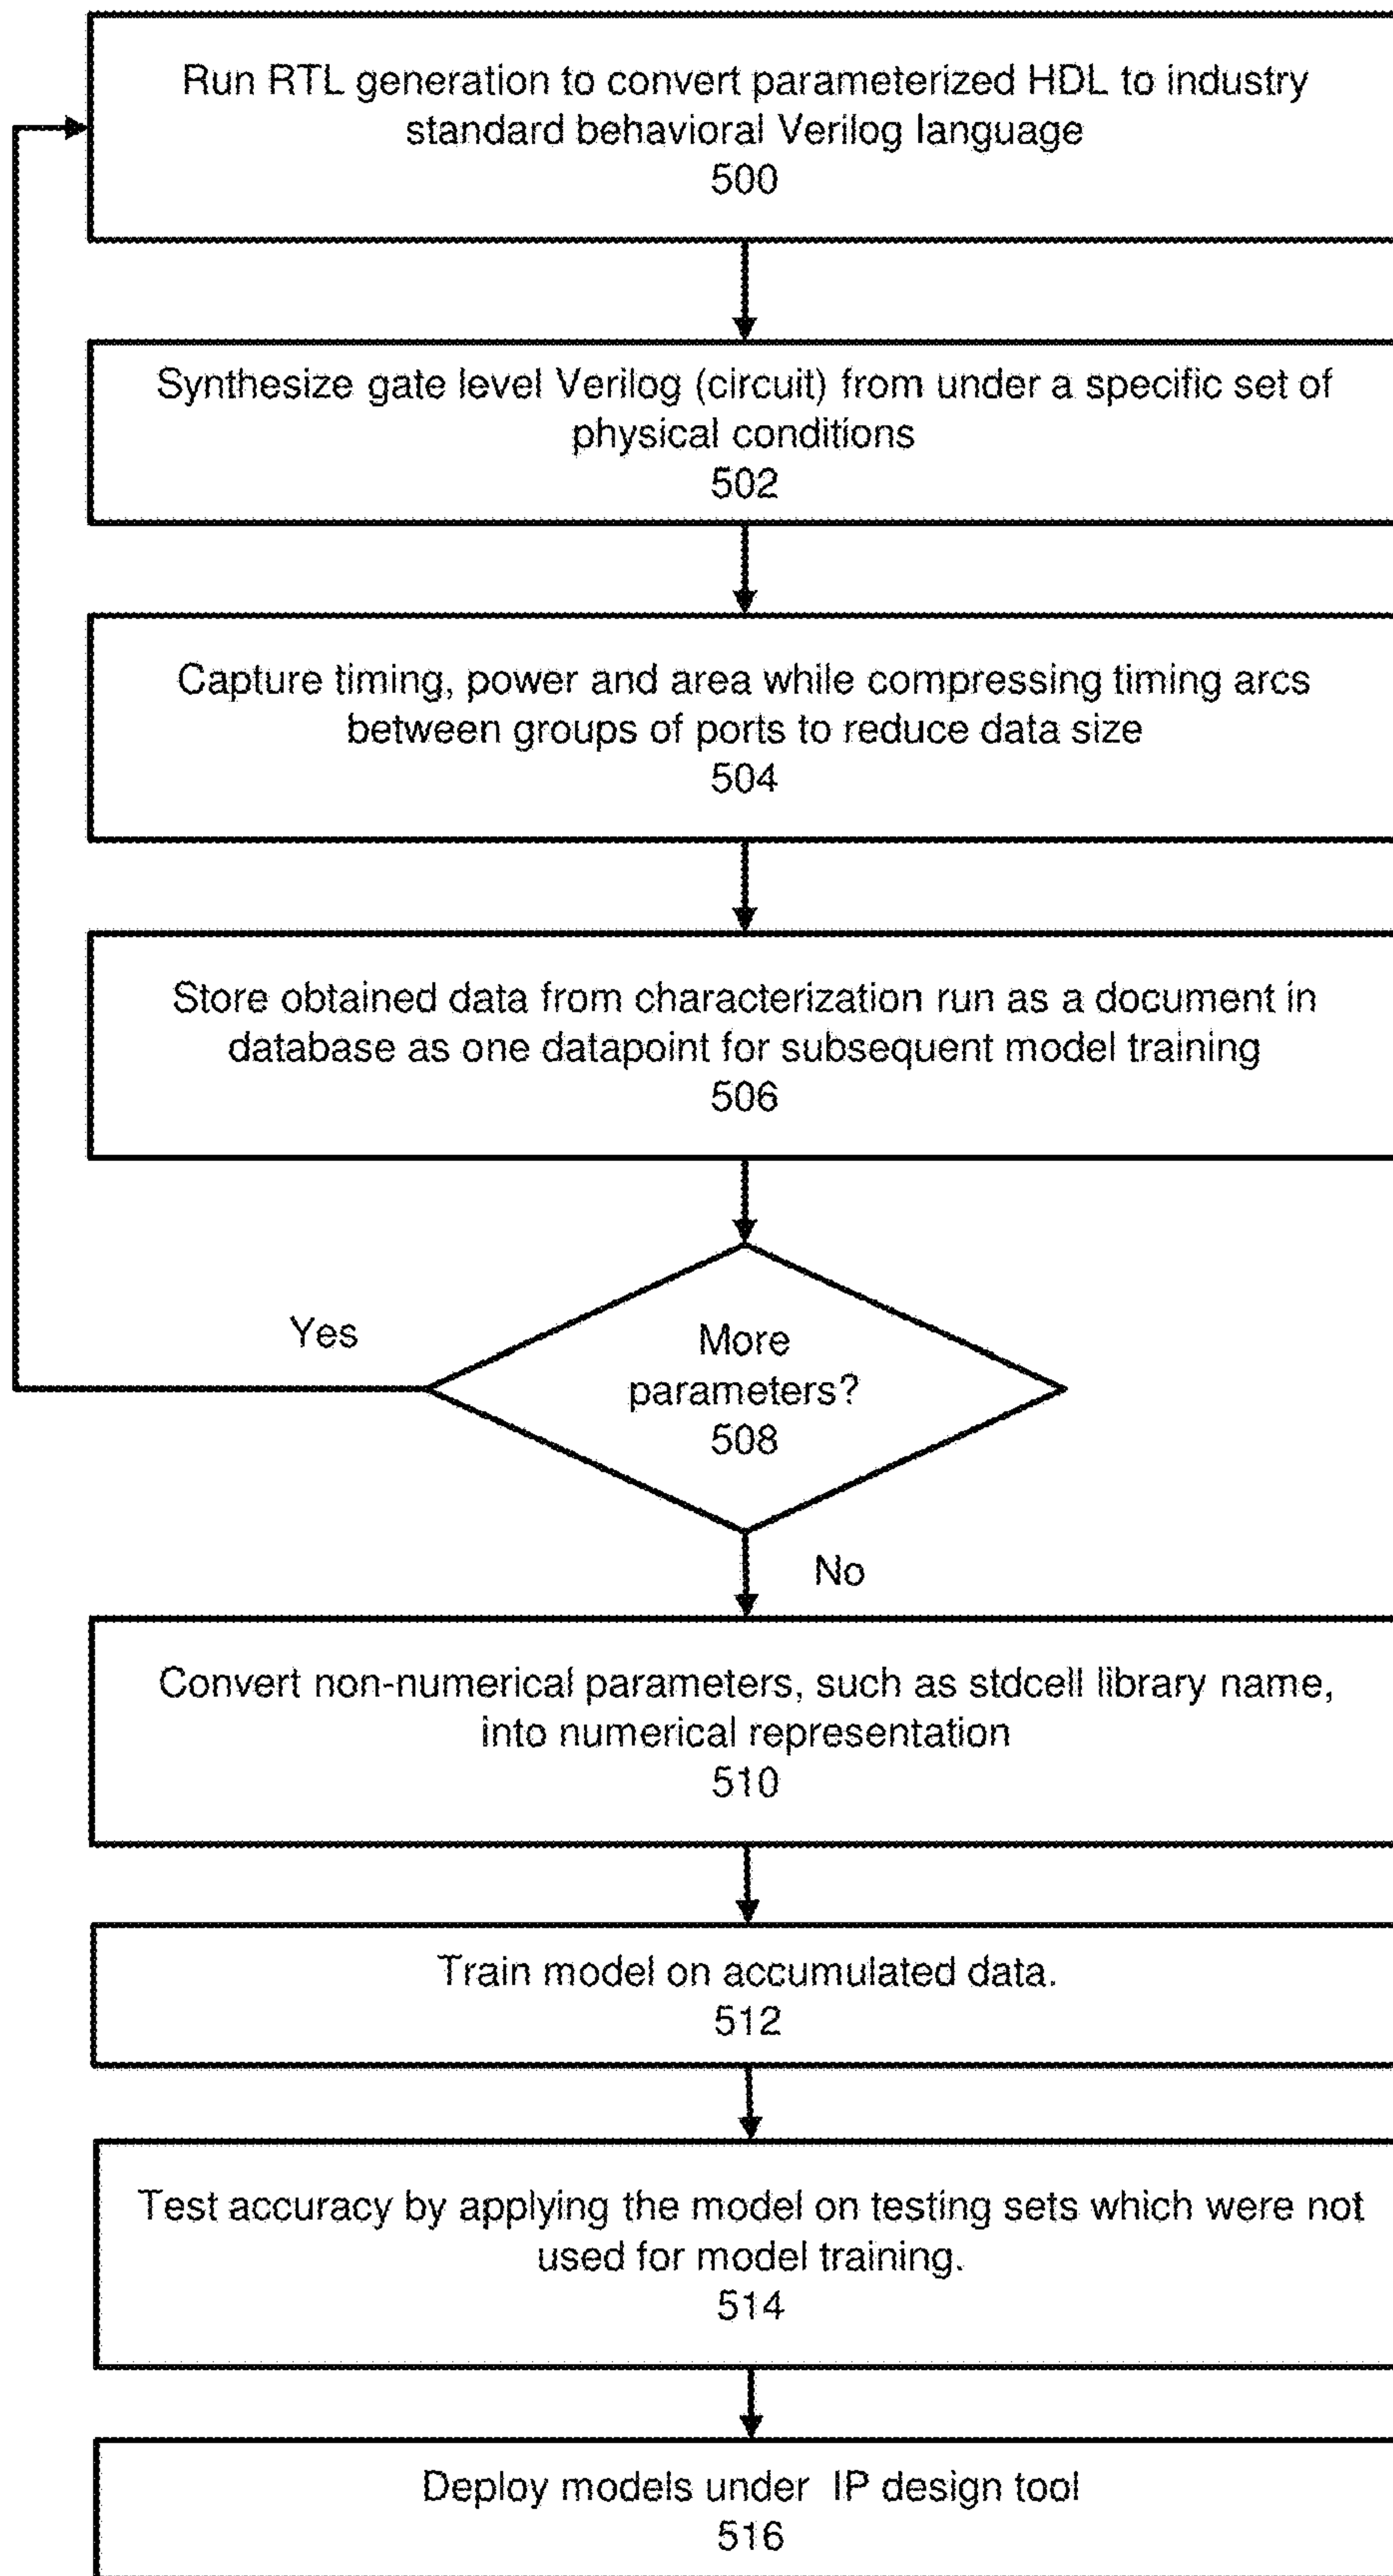 Run RTL generation to convert parameterized HDL to industry
standard behavioral Verilog language
500
Synthesize gate level Verilog (circuit) from under a specific set of
physical conditions
502
Capture timing, power and area while compressing timing arcs
between groups of ports to reduce data size
504
Store obtained data from characterization run as a document in
database as one datapoint for subsequent model training
506
Yes
More
parameters?
508
No
Convert non-numerical parameters, such as stdcell library name,
into numerical representation
510
Train model on accumulated data.
512
Test accuracy by applying the model on testing sets which were not
used for model training.
514
Deploy models under IP design tool
516